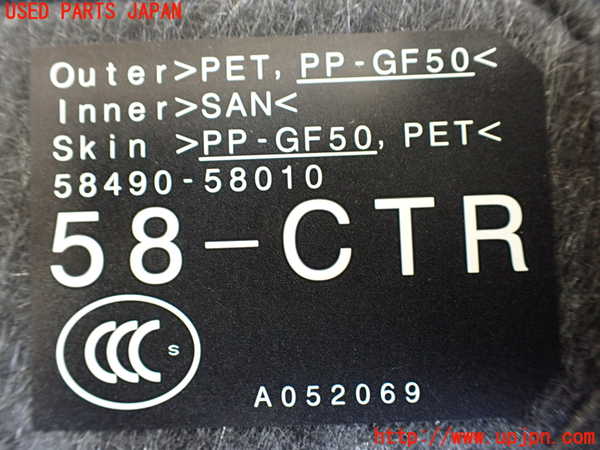 USED PARTS JAPAN
Outer>PET, PP-GF50<
Inner>SAN<
Skin >PP-GF50, PET<
58490-58010
58-CTR
CCC S
A052069
http://www.upjpn.com/